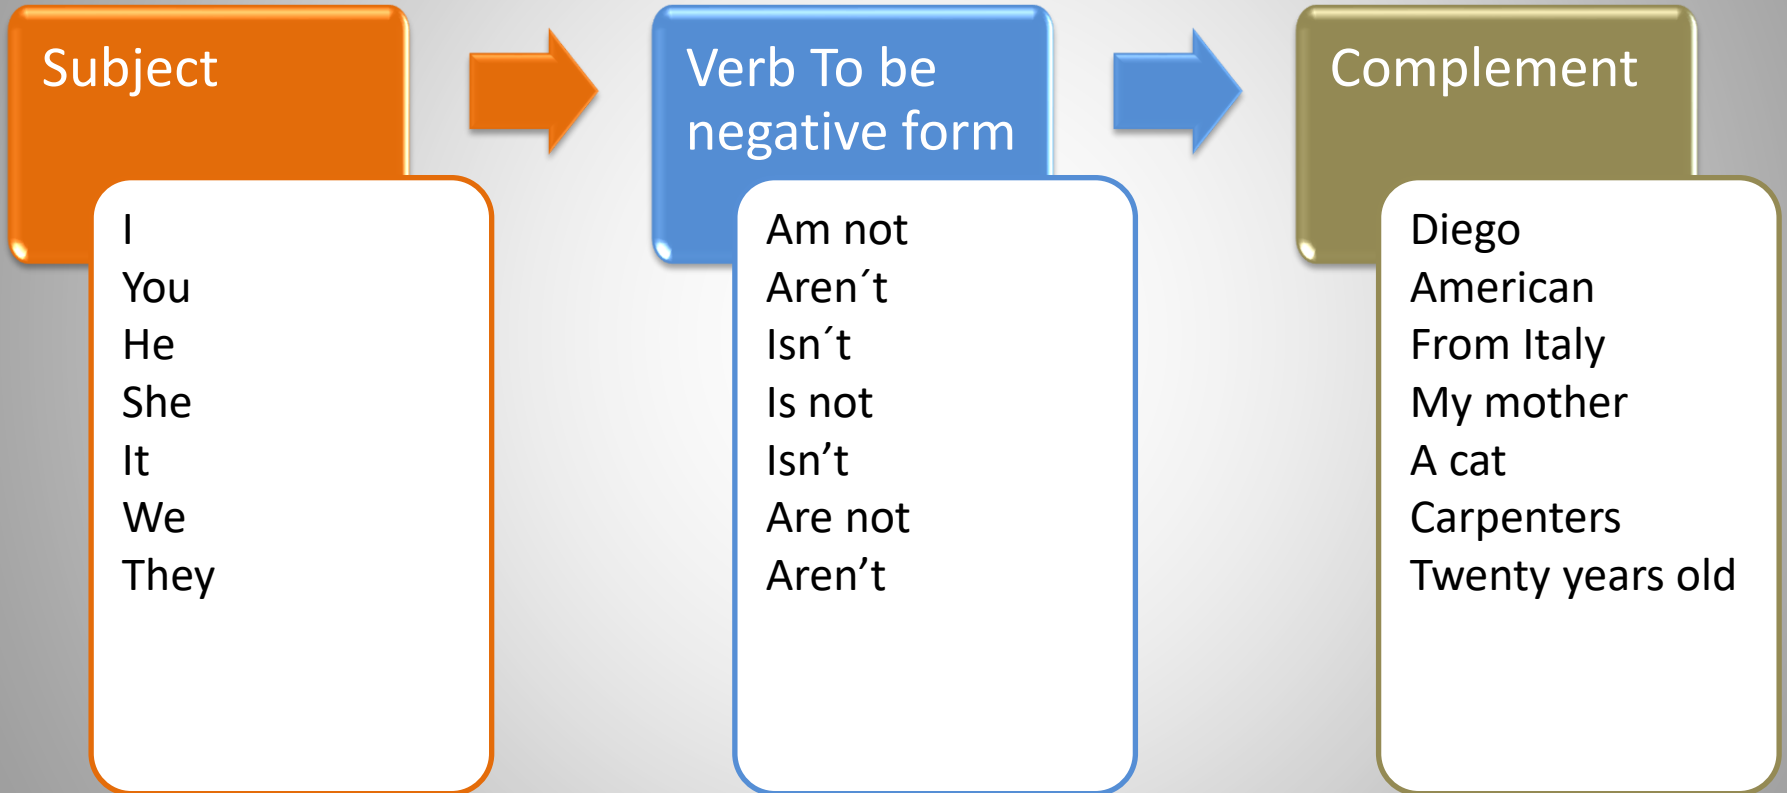 Subject
I
You
He
She
It
We
They
Verb To be
negative form
Am not
Aren´t
Isn´t
Is not
Isn’t
Are not
Aren’t
Complement
Diego
American
From Italy
My mother
A cat
Carpenters
Twenty years old